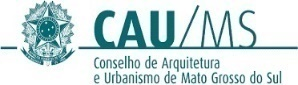 CAU/MS
Conselho de Arquitetura
e Urbanismo de Mato Grosso do Sul